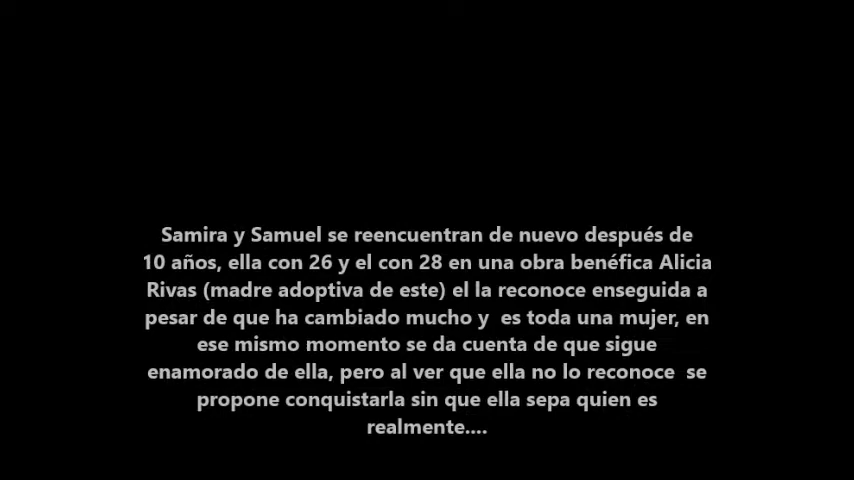 Samira y Samuel se reencuentran de nuevo después de
10 años, ella con 26 y el con 28 en una obra benéfica Alicia
Rivas (madre adoptiva de este) el la reconoce enseguida a
pesar de que ha cambiado mucho y  es toda una mujer, en
ese mismo momento se da cuenta de que sigue
enamorado de ella, pero al ver que ella no lo reconoce  se
propone conquistarla sin que ella sepa quien es
realmente....